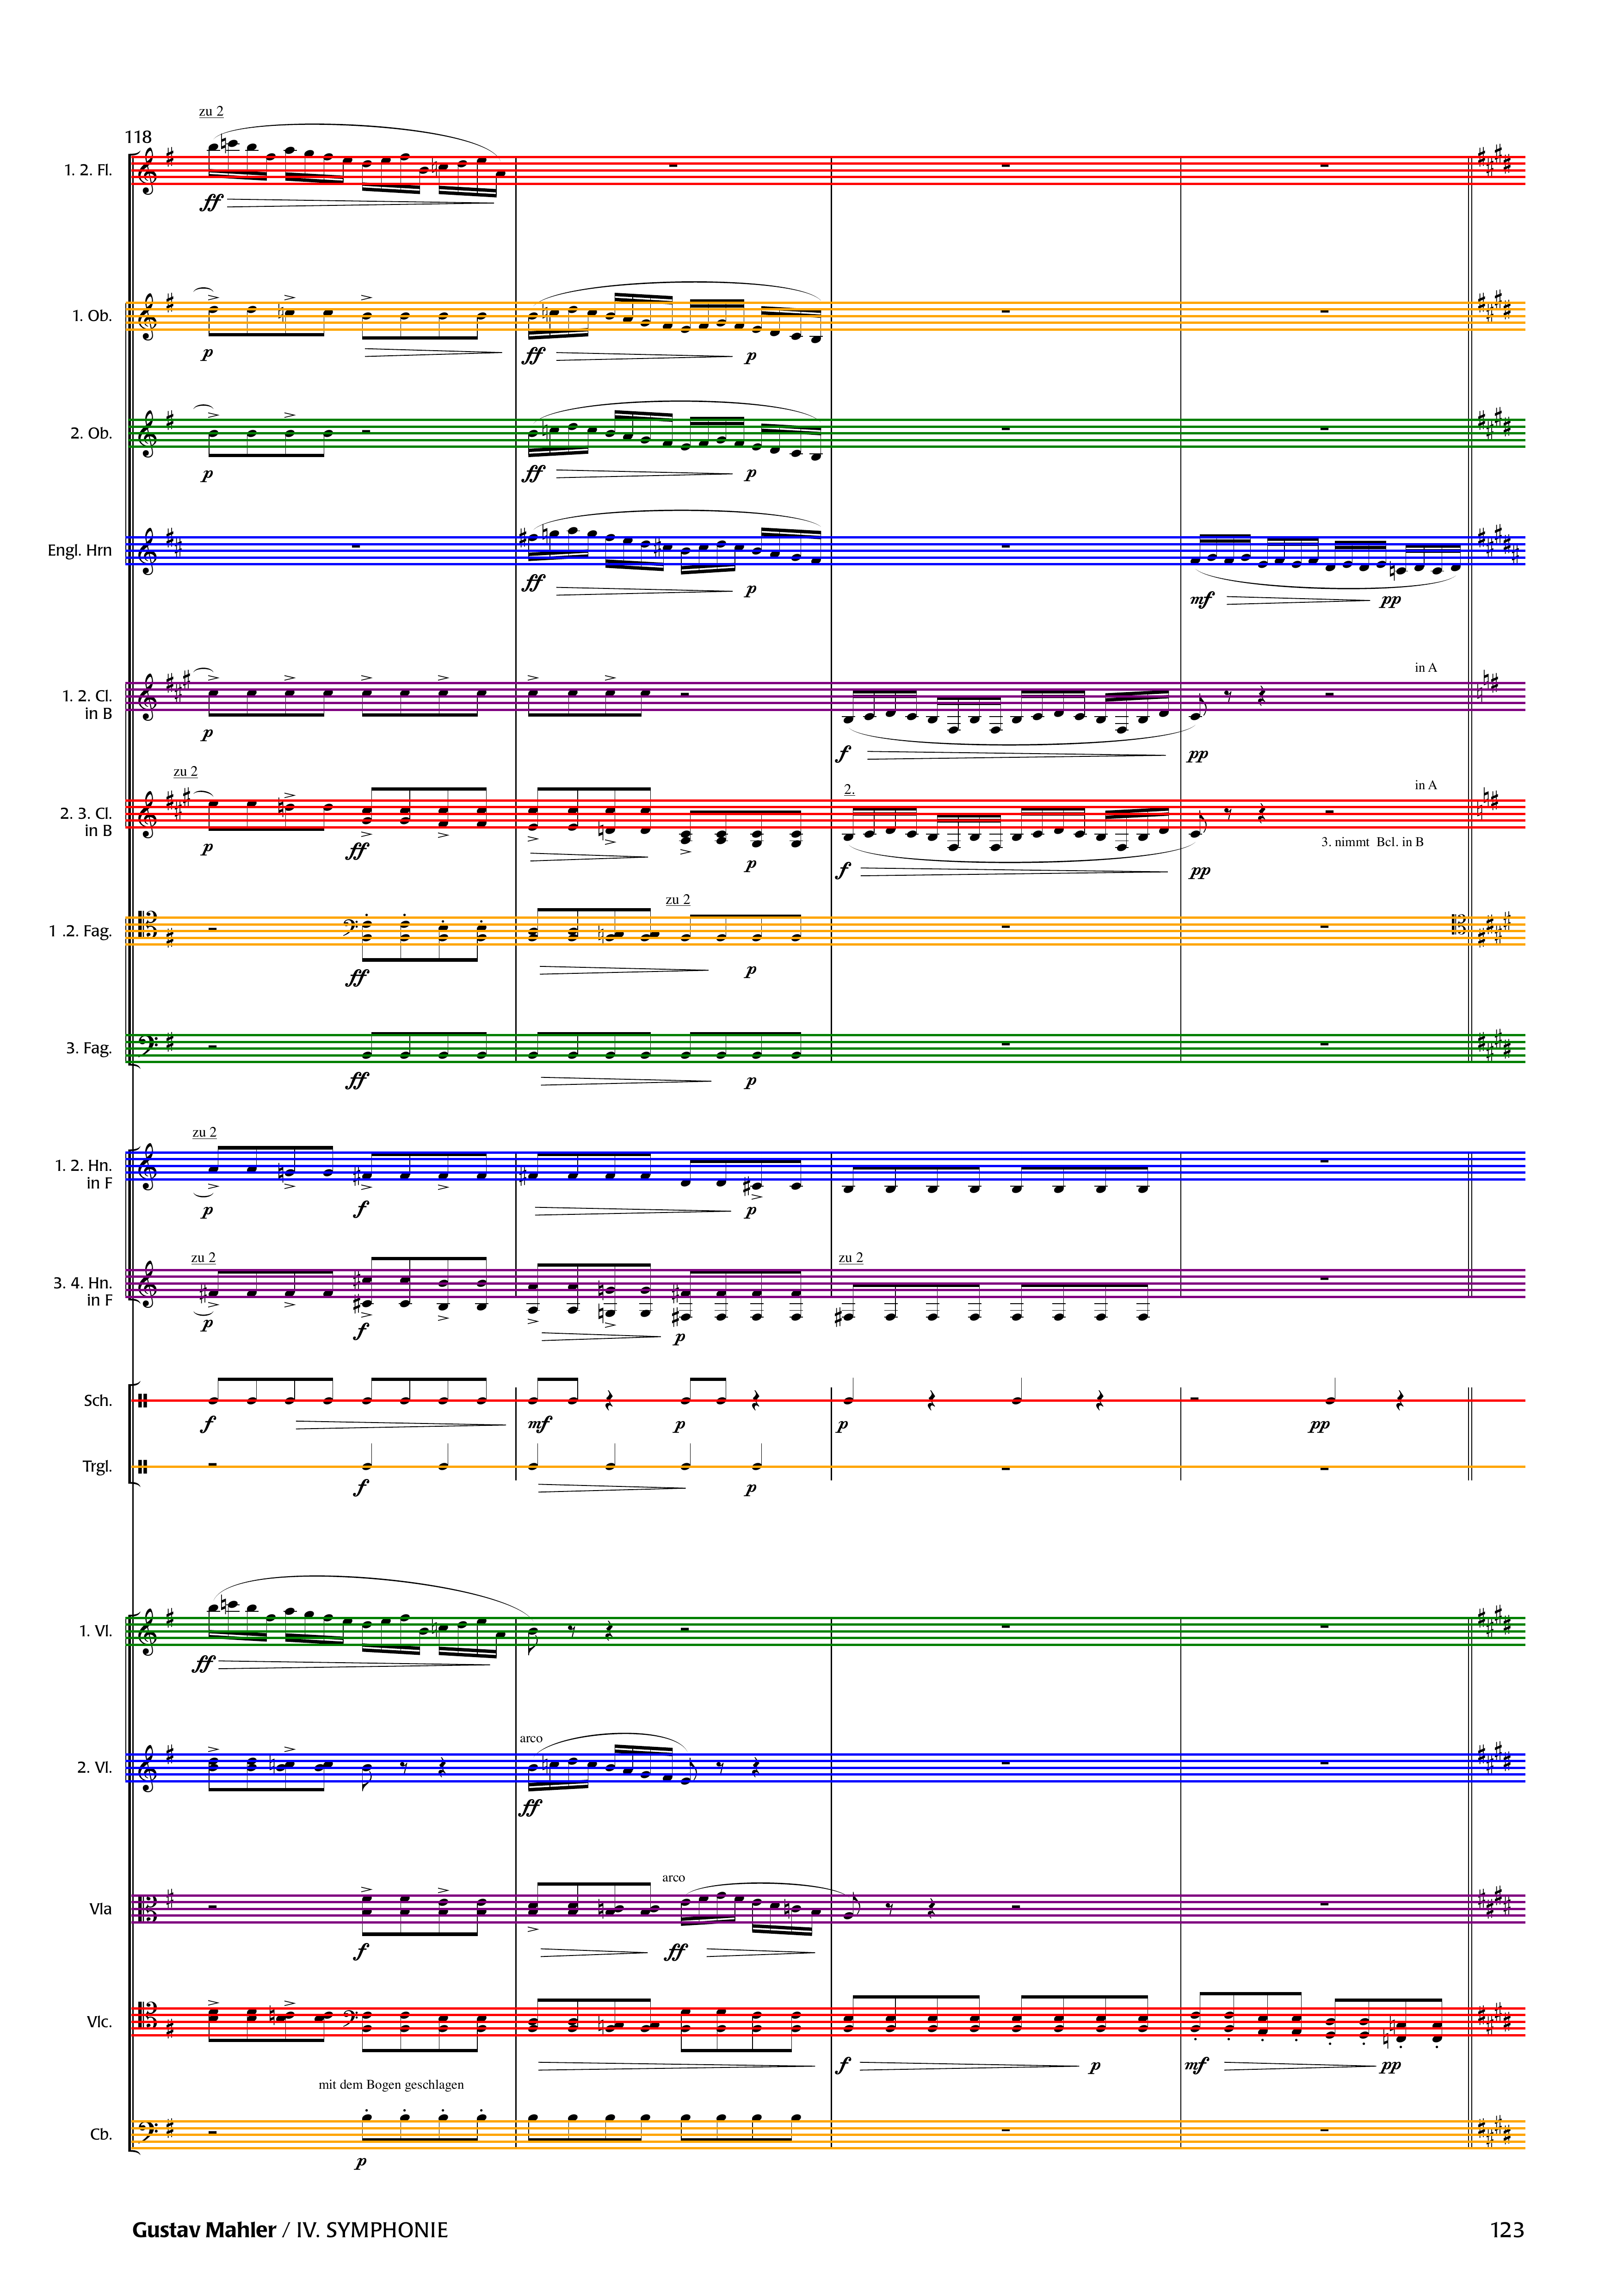 zu 2
118
1. 2. Fl.
ff
1. Ob.
p ff p
2. Ob.
p ff p
Engl. Hrn
ff p mf pp
in A
1. 2. Cl.
in B
p f pp
zu 2 2. in A
2. 3. Cl.
in B
3. nimmt Bcl. in B
p ff p f pp
zu 2
1 .2. Fag.
ff p
3. Fag.
ff p
zu 2
1. 2. Hn.
in F
p f p
zu 2 zu 2
3. 4. Hn.
in F
p f p
Sch.
f mf p p pp
Trgl.
f p
1. Vl.
ff
arco
2. Vl.
ff
arco
Vla
f ff
Vlc.
f p mf pp
mit dem Bogen geschlagen
Cb.
p
Gustav Mahler / IV. SYMPHONIE 123